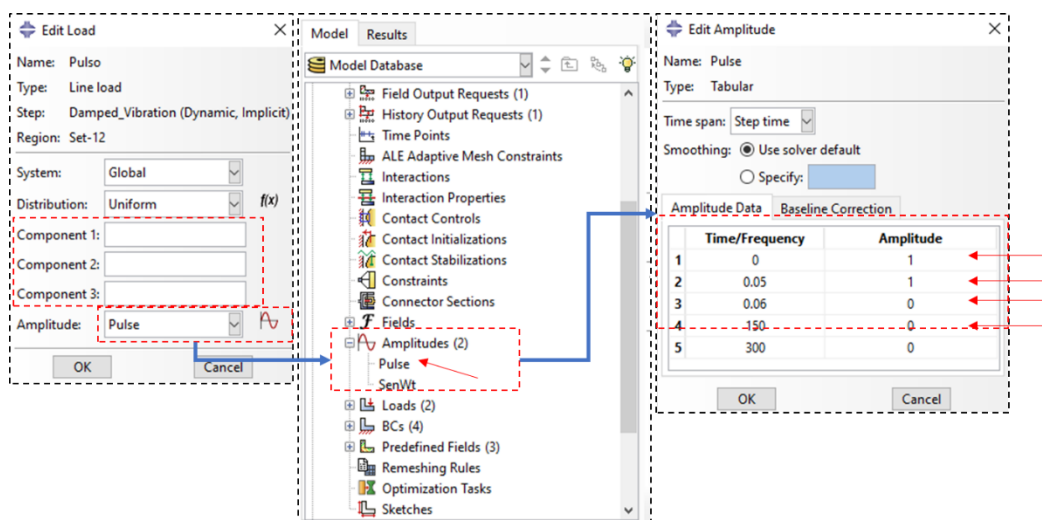 Edit Load
Name: Pulso
Type: Line load
Step: Damped_Vibration (Dynamic, Implicit)
Region: Set-12
System: Global
Distribution: Uniform f(x)
Component 1:
Component 2:
Component 3:
Amplitude: Pulse
OK Cancel
Model Results
Model Database
Field Output Requests (1)
History Output Requests (1)
Time Points
ALE Adaptive Mesh Constraints
Interactions
Interaction Properties
Contact Controls
Contact Initializations
Contact Stabilizations
Constraints
Connector Sections
F Fields
Amplitudes (2)
Pulse
SenWt
Loads (2)
BCs (4)
Predefined Fields (3)
Remeshing Rules
Optimization Tasks
Sketches
Edit Amplitude
Name: Pulse
Type: Tabular
Time span: Step time
Smoothing: Use solver default
Specify:
Amplitude Data Baseline Correction
Time/Frequency Amplitude
1 0 1
2 0.05 1
3 0.06 0
4 150 0
5 300 0
OK Cancel